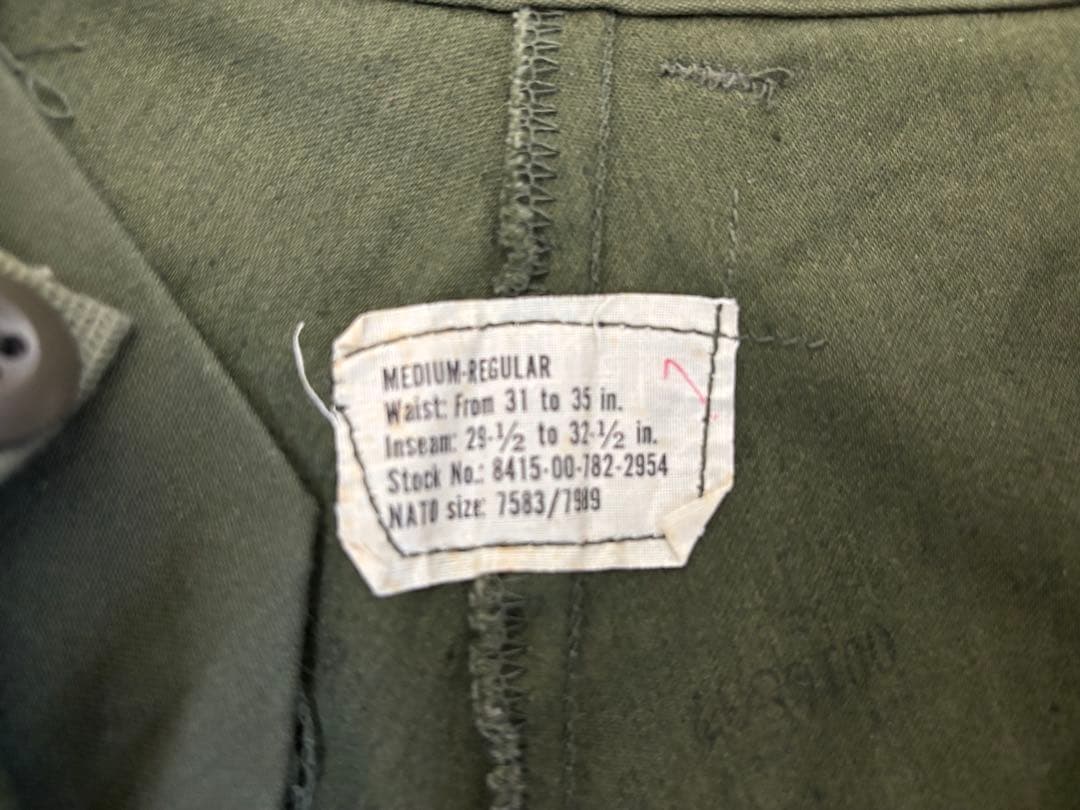 MEDIUM-REGULAR
Waist: From 31 to 35 in.
Inseam: 29-1/2 to 32-1/2 in.
Stock No.: 8415-00-782-2954
NATO size: 7583/7989